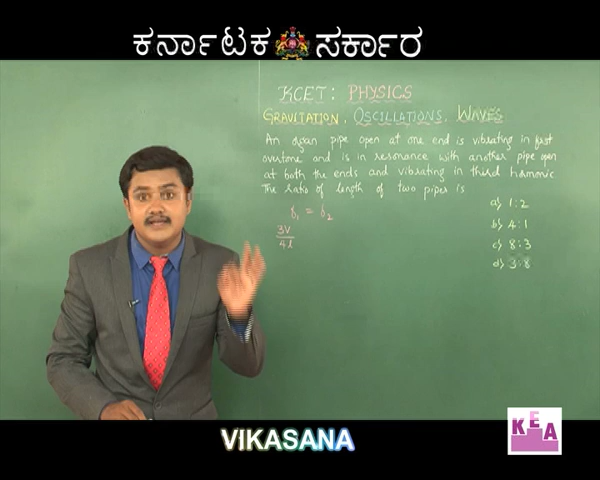 ಕರ್ನಾಟಕ ಸರ್ಕಾರ
KCET: PHYSICS
GRAVITATION, OSCILLATIONS, WAVES
An organ pipe open at one end is vibrating in first
overtone and is in resonance with another pipe open
at both the ends and vibrating in third harmonic.
The ratio of length of two pipes is
a) 1:2
b) 4:1
c) 8:3
d) 3:8
f₁ = f₂
3V
4l
VIKASANA
KEA